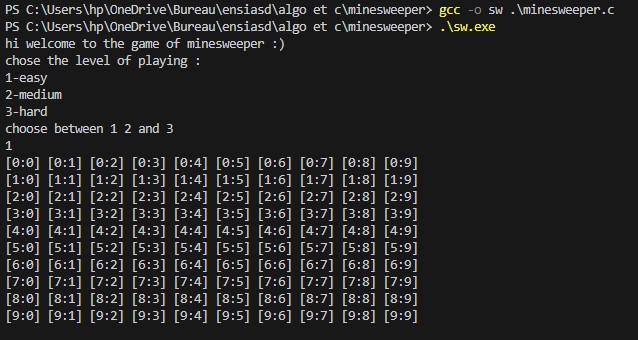 PS C:\Users\hp\OneDrive\Bureau\ensiasd\algo et c\minesweeper> gcc -o sw .\minesweeper.c
PS C:\Users\hp\OneDrive\Bureau\ensiasd\algo et c\minesweeper> .\sw.exe
hi welcome to the game of minesweeper :)
chose the level of playing :
1-easy
2-medium
3-hard
choose between 1 2 and 3
1
[0:0] [0:1] [0:2] [0:3] [0:4] [0:5] [0:6] [0:7] [0:8] [0:9]
[1:0] [1:1] [1:2] [1:3] [1:4] [1:5] [1:6] [1:7] [1:8] [1:9]
[2:0] [2:1] [2:2] [2:3] [2:4] [2:5] [2:6] [2:7] [2:8] [2:9]
[3:0] [3:1] [3:2] [3:3] [3:4] [3:5] [3:6] [3:7] [3:8] [3:9]
[4:0] [4:1] [4:2] [4:3] [4:4] [4:5] [4:6] [4:7] [4:8] [4:9]
[5:0] [5:1] [5:2] [5:3] [5:4] [5:5] [5:6] [5:7] [5:8] [5:9]
[6:0] [6:1] [6:2] [6:3] [6:4] [6:5] [6:6] [6:7] [6:8] [6:9]
[7:0] [7:1] [7:2] [7:3] [7:4] [7:5] [7:6] [7:7] [7:8] [7:9]
[8:0] [8:1] [8:2] [8:3] [8:4] [8:5] [8:6] [8:7] [8:8] [8:9]
[9:0] [9:1] [9:2] [9:3] [9:4] [9:5] [9:6] [9:7] [9:8] [9:9]